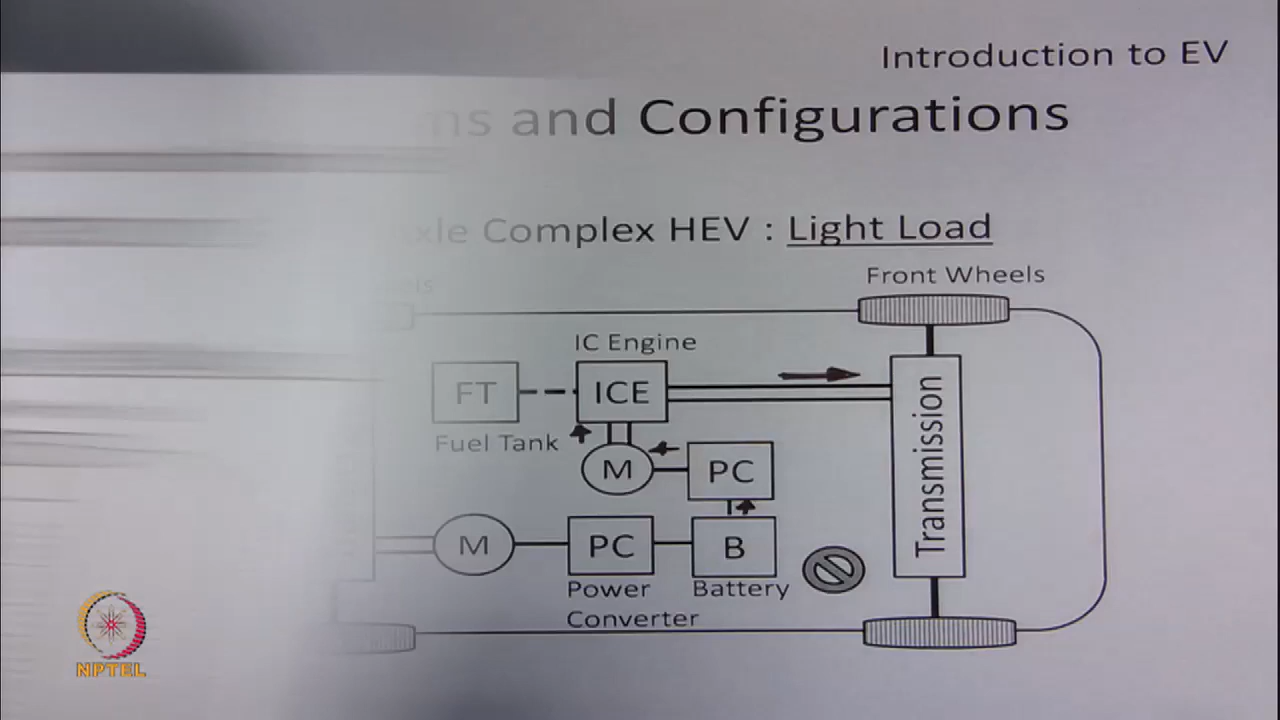 Introduction to EV
and Configurations
Complex HEV : Light Load
Front Wheels
IC Engine
FT
ICE
Fuel Tank
M
PC
Transmission
M
PC
B
Power
Converter
Battery
NPTEL